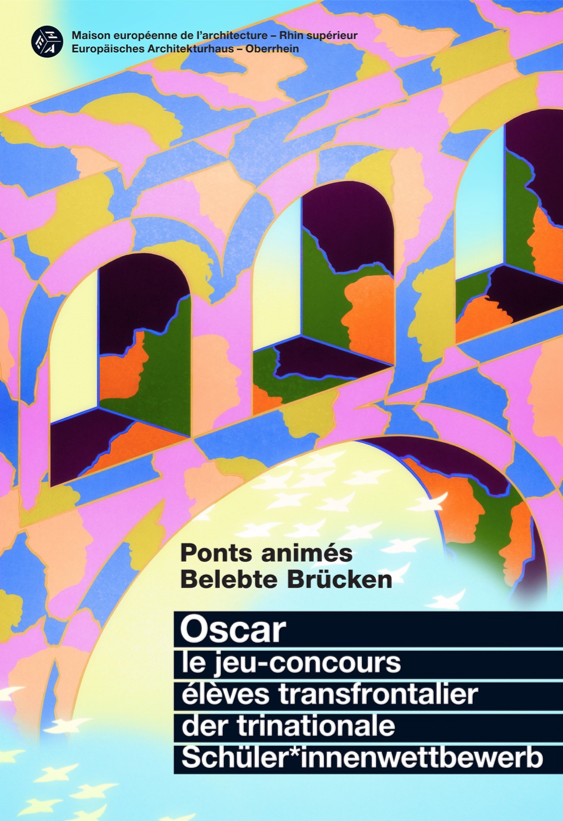 Maison européenne de l'architecture – Rhin supérieur
Europäisches Architekturhaus – Oberrhein
Ponts animés
Belebte Brücken
Oscar
le jeu-concours
élèves transfrontalier
der trinationale
Schüler*innenwettbewerb